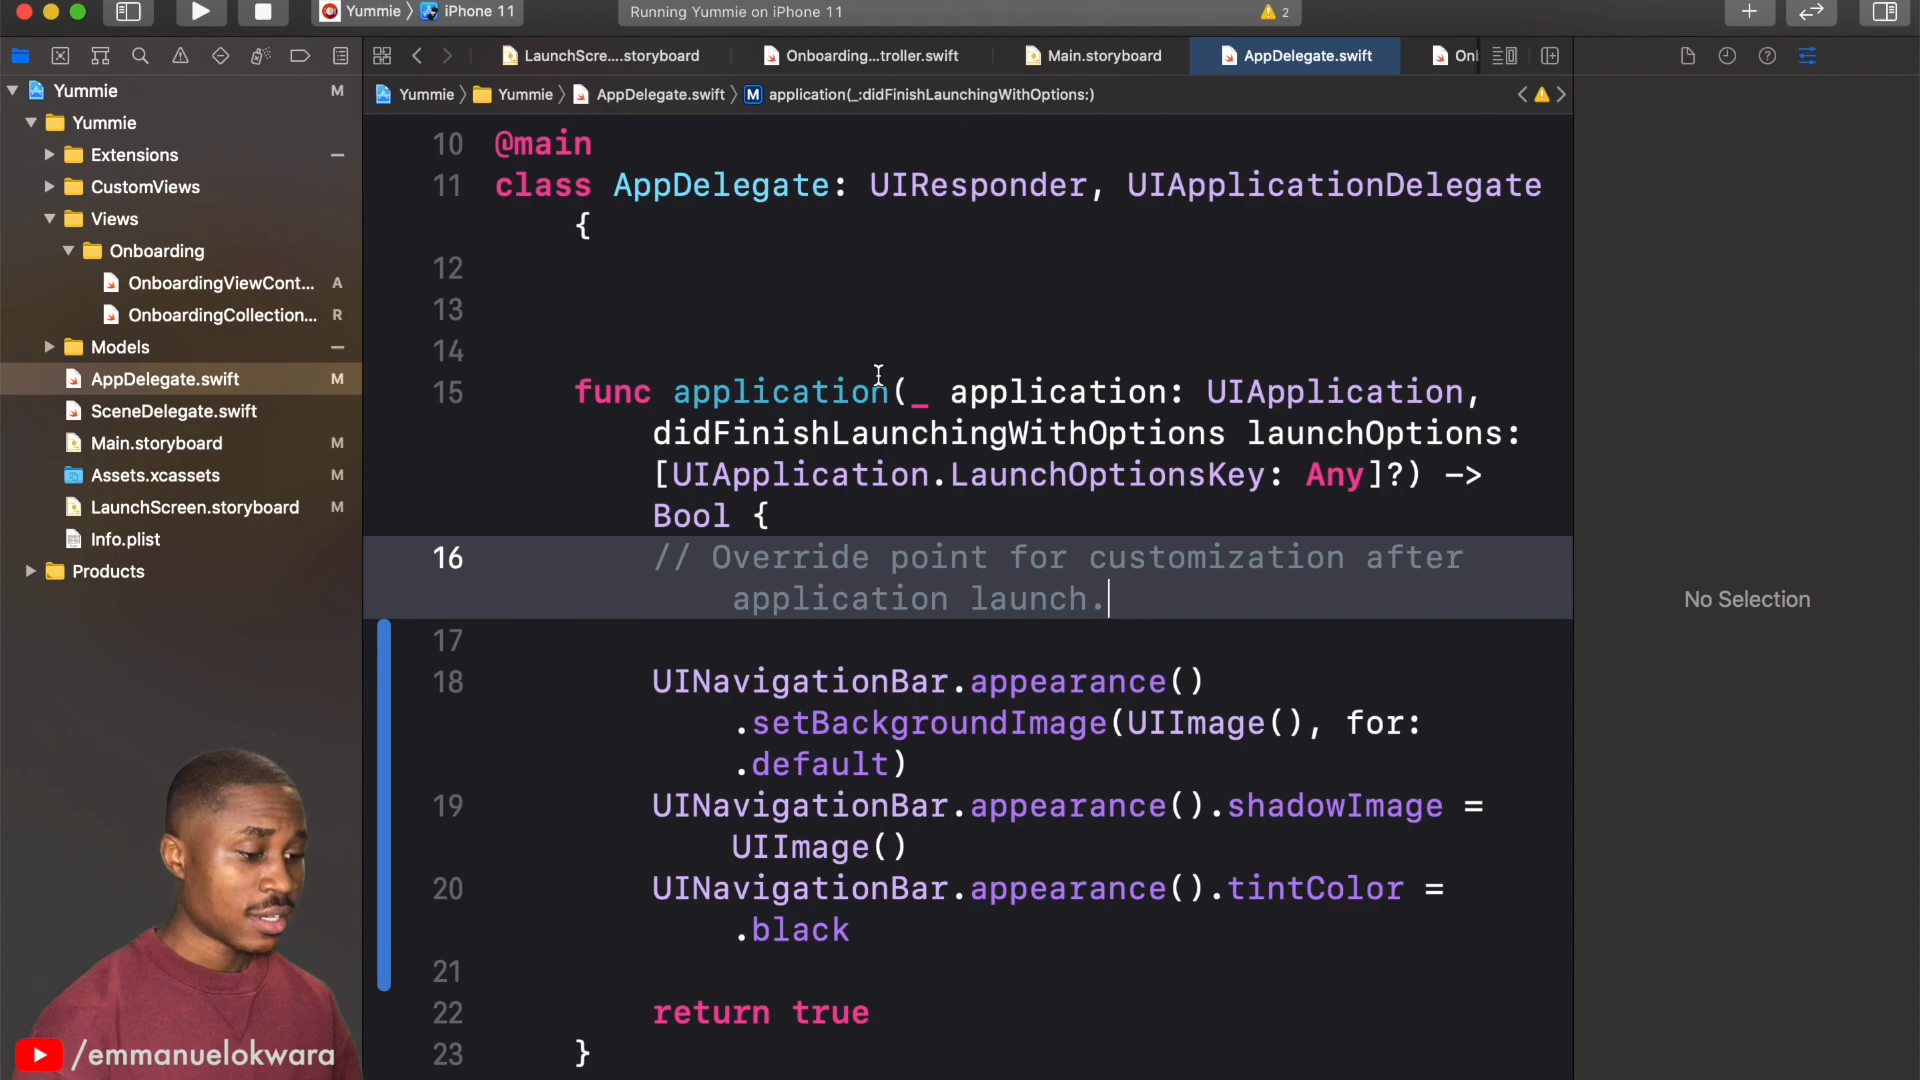 Yummie 〉 iPhone 11
Running Yummie on iPhone 11
2
LaunchScre....storyboard
Onboarding...troller.swift
Main.storyboard
AppDelegate.swift
Onl
Yummie 〉 Yummie 〉 AppDelegate.swift 〉 M application(_:didFinishLaunchingWithOptions:)
Yummie M
Yummie
Extensions
CustomViews
Views
Onboarding
OnboardingViewCont... A
OnboardingCollection... R
Models
AppDelegate.swift M
SceneDelegate.swift
Main.storyboard M
Assets.xcassets M
LaunchScreen.storyboard M
Info.plist
Products
10 @main
11 class AppDelegate: UIResponder, UIApplicationDelegate
{
12
13
14
15 func application(_ application: UIApplication,
didFinishLaunchingWithOptions launchOptions:
[UIApplication.LaunchOptionsKey: Any]?) ->
Bool {
16 // Override point for customization after
application launch.
17
18 UINavigationBar.appearance()
.setBackgroundImage(UIImage(), for:
.default)
19 UINavigationBar.appearance().shadowImage =
UIImage()
20 UINavigationBar.appearance().tintColor =
.black
21
22 return true
23 }
No Selection
/emmanuelokwara